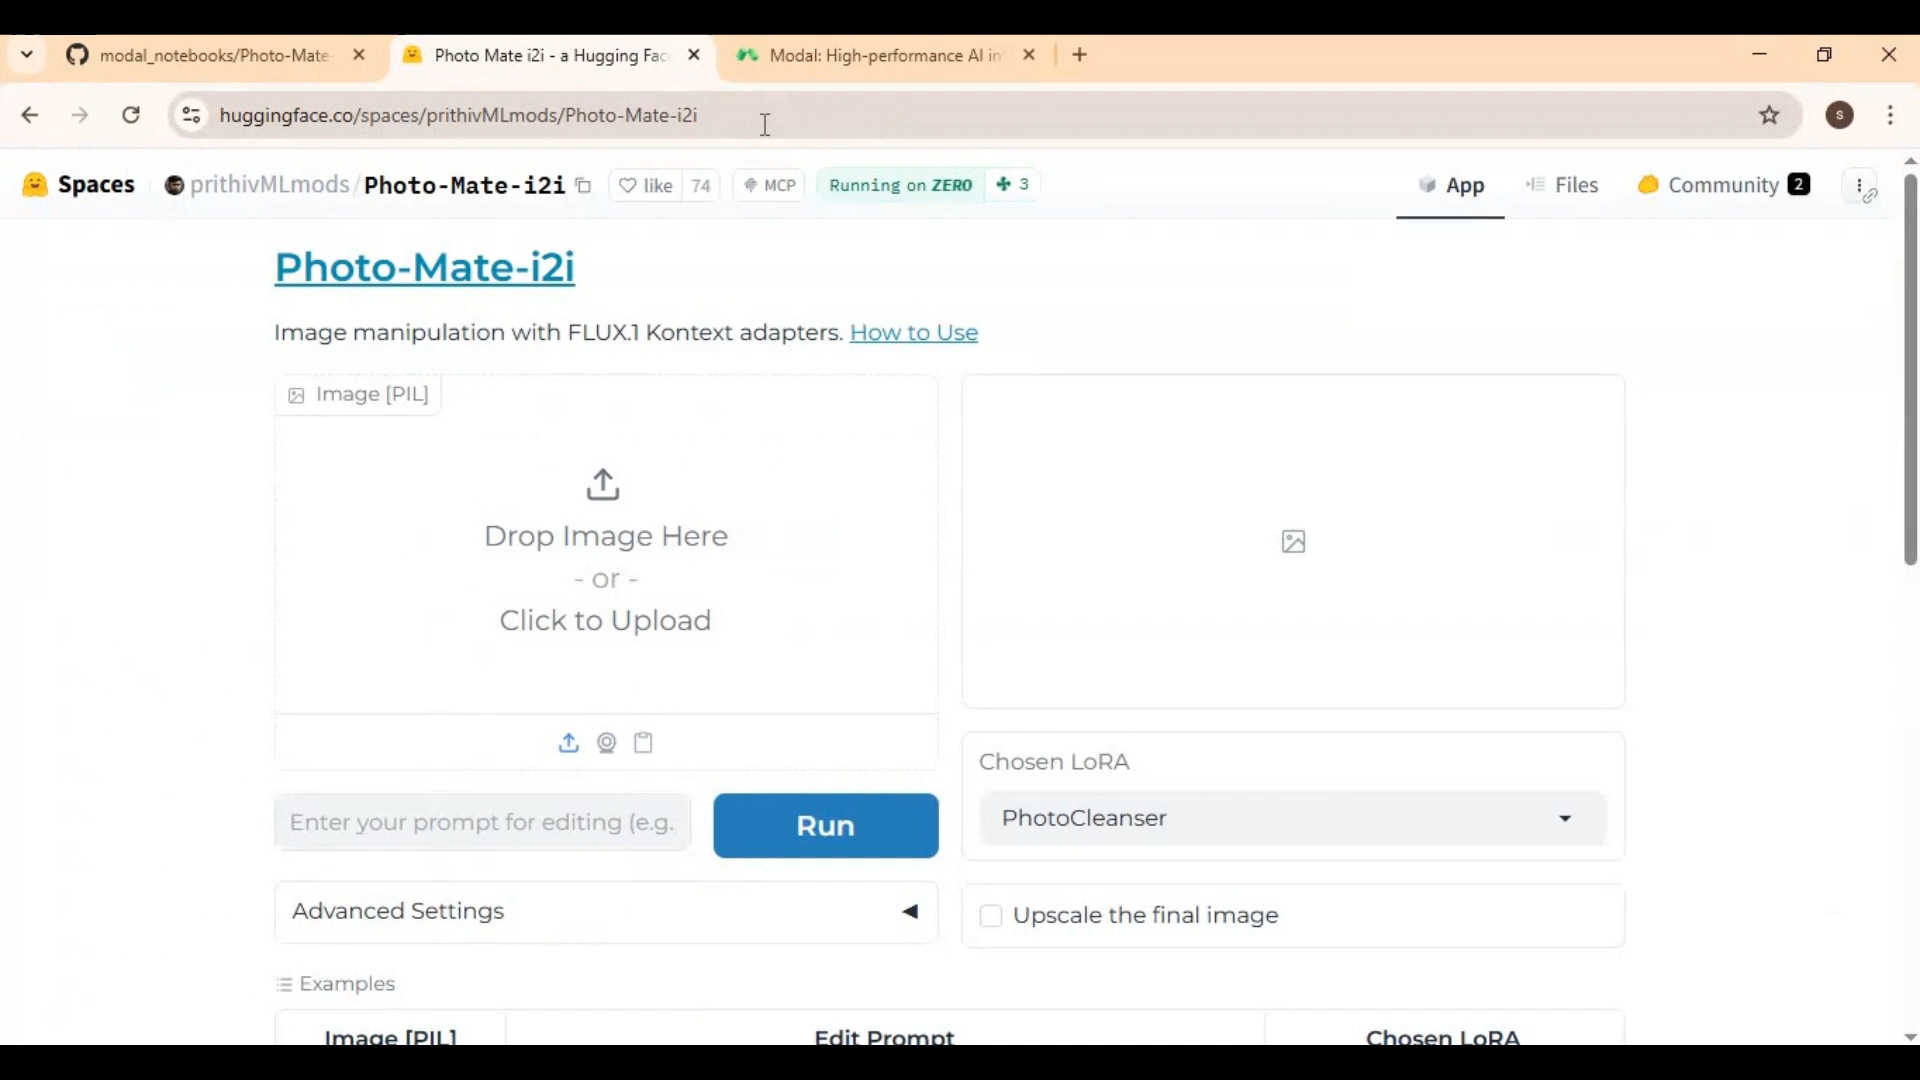 modal_notebooks/Photo-Mate-
Photo Mate i2i - a Hugging Fac
Modal: High-performance AI in
huggingface.co/spaces/prithivMLmods/Photo-Mate-i2i
S
Spaces
prithivMLmods/Photo-Mate-i2i
like 74
MCP
Running on ZERO
3
App
Files
Community 2
Photo-Mate-i2i
Image manipulation with FLUX.1 Kontext adapters. How to Use
Image [PIL]
Drop Image Here
- or -
Click to Upload
Chosen LoRA
PhotoCleanser
Enter your prompt for editing (e.g.
Run
Advanced Settings
Upscale the final image
Examples
Image [PIL]
Edit Prompt
Chosen LoRA